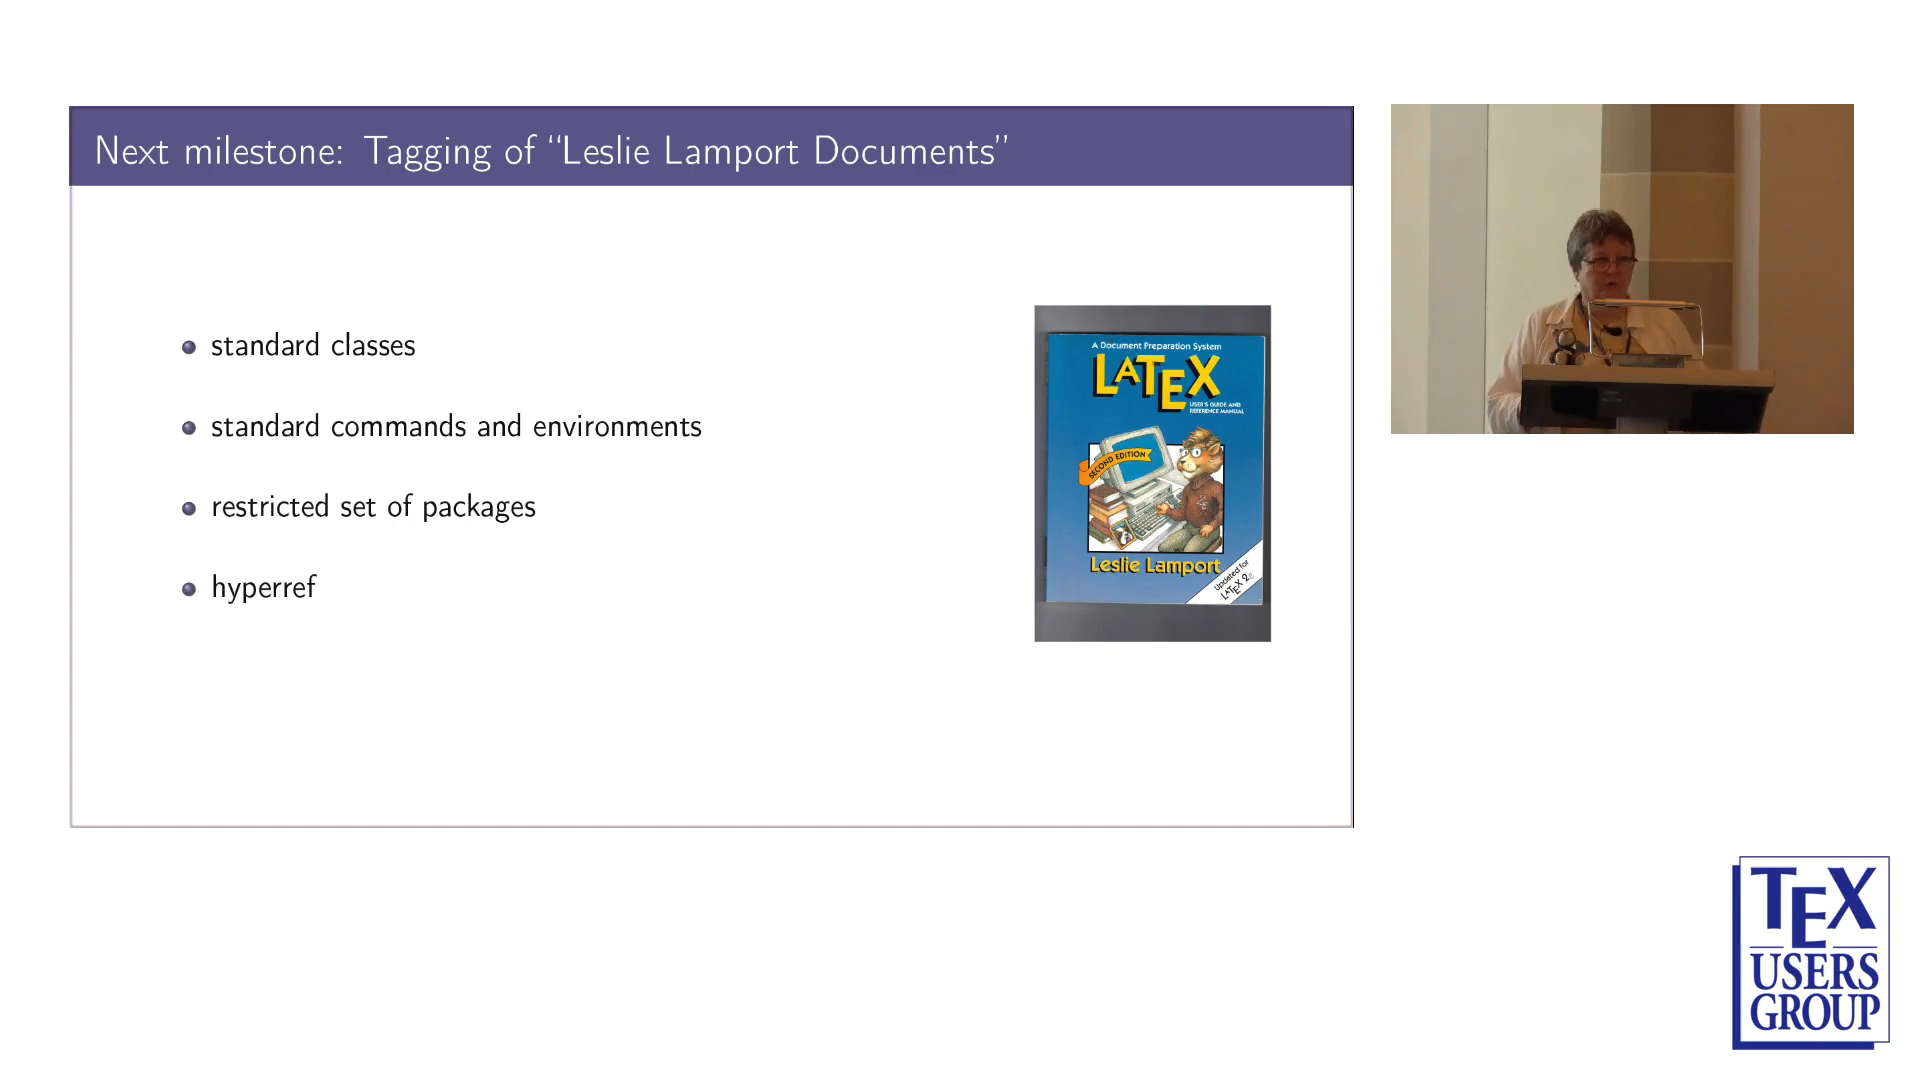 Next milestone: Tagging of “Leslie Lamport Documents”
standard classes
standard commands and environments
restricted set of packages
hyperref
A Document Preparation System
LATEX
USER'S GUIDE AND
REFERENCE MANUAL
SECOND EDITION
Leslie Lamport
Updated for
LATEX 2ε
TEX
USERS
GROUP